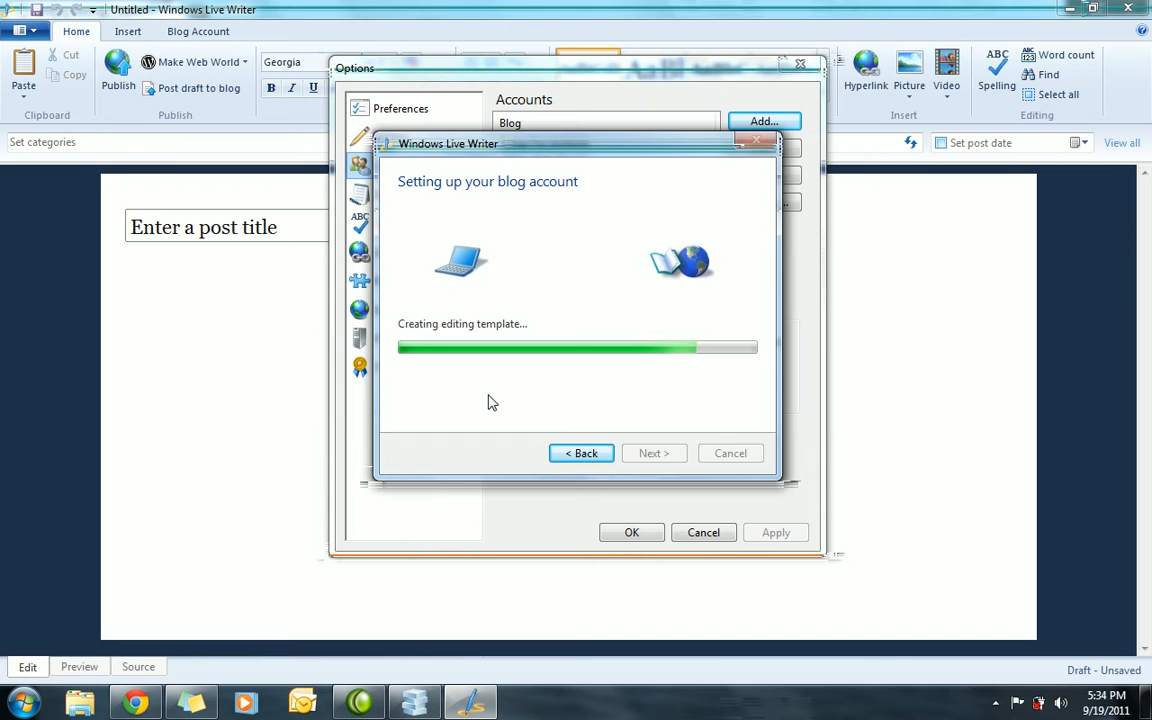 Untitled - Windows Live Writer
Home
Insert
Blog Account
Paste
Cut
Copy
Clipboard
Publish
Make Web World
Post draft to blog
Publish
Georgia
B I U
Hyperlink
Picture
Video
Insert
ABC
Spelling
Word count
Find
Select all
Editing
Set categories
Set post date
View all
Enter a post title
Options
Preferences
ABC
Accounts
Blog
Add...
Windows Live Writer
Setting up your blog account
Creating editing template...
< Back
Next >
Cancel
OK
Cancel
Apply
Edit
Preview
Source
Draft - Unsaved
5:34 PM
9/19/2011